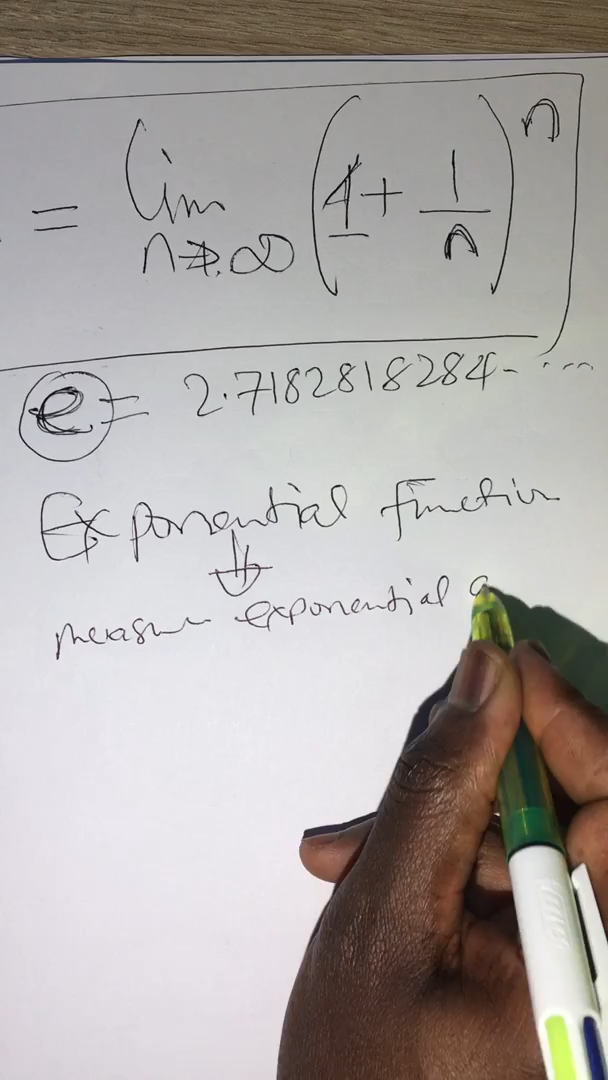 = lim (1 + 1/n)^n
n→∞
e = 2.7182818284- ....
Exponential function
measure exponential g